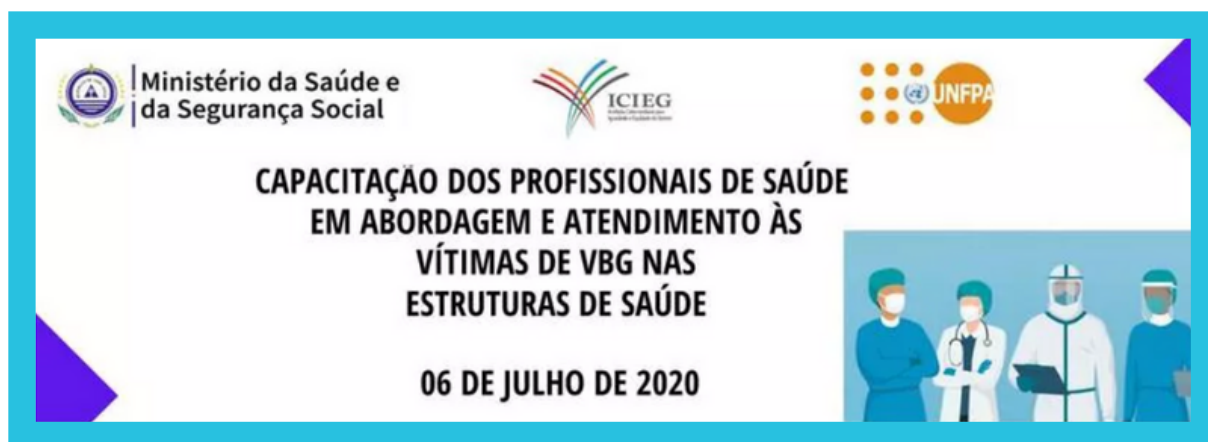 Ministério da Saúde e
da Segurança Social
ICIEG
UNFPA
CAPACITAÇÃO DOS PROFISSIONAIS DE SAÚDE
EM ABORDAGEM E ATENDIMENTO ÀS
VÍTIMAS DE VBG NAS
ESTRUTURAS DE SAÚDE
06 DE JULHO DE 2020